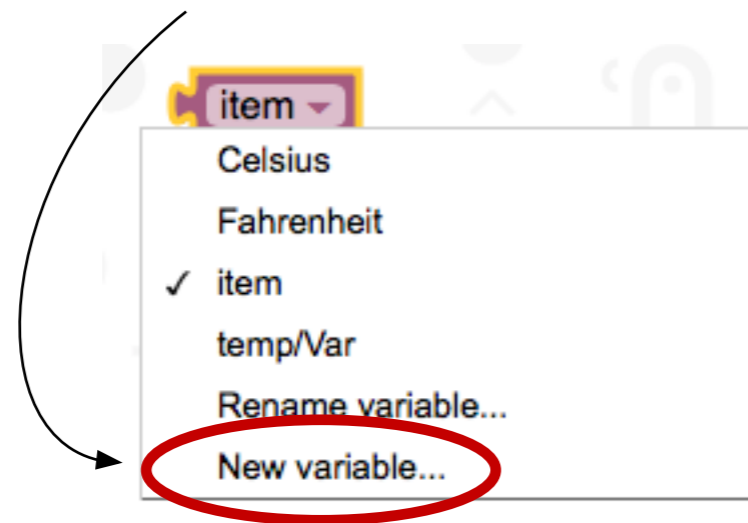 item
Celsius
Fahrenheit
✓ item
temp/Var
Rename variable...
New variable...